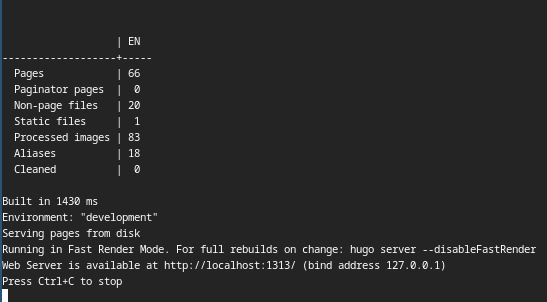 | EN
-------------------+-----
  Pages            | 66
  Paginator pages  |  0
  Non-page files   | 20
  Static files     |  1
  Processed images | 83
  Aliases          | 18
  Cleaned          |  0
Built in 1430 ms
Environment: "development"
Serving pages from disk
Running in Fast Render Mode. For full rebuilds on change: hugo server --disableFastRender
Web Server is available at http://localhost:1313/ (bind address 127.0.0.1)
Press Ctrl+C to stop